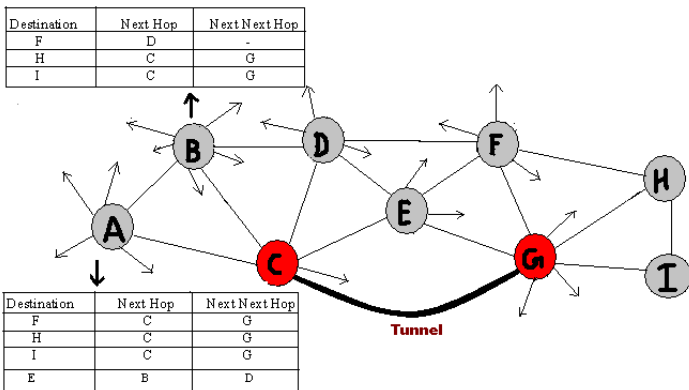 Destination Next Hop Next Next Hop
F D -
H C G
I C G
B D F
H
A E
C G I
Tunnel
Destination Next Hop Next Next Hop
F C G
H C G
I C G
E B D